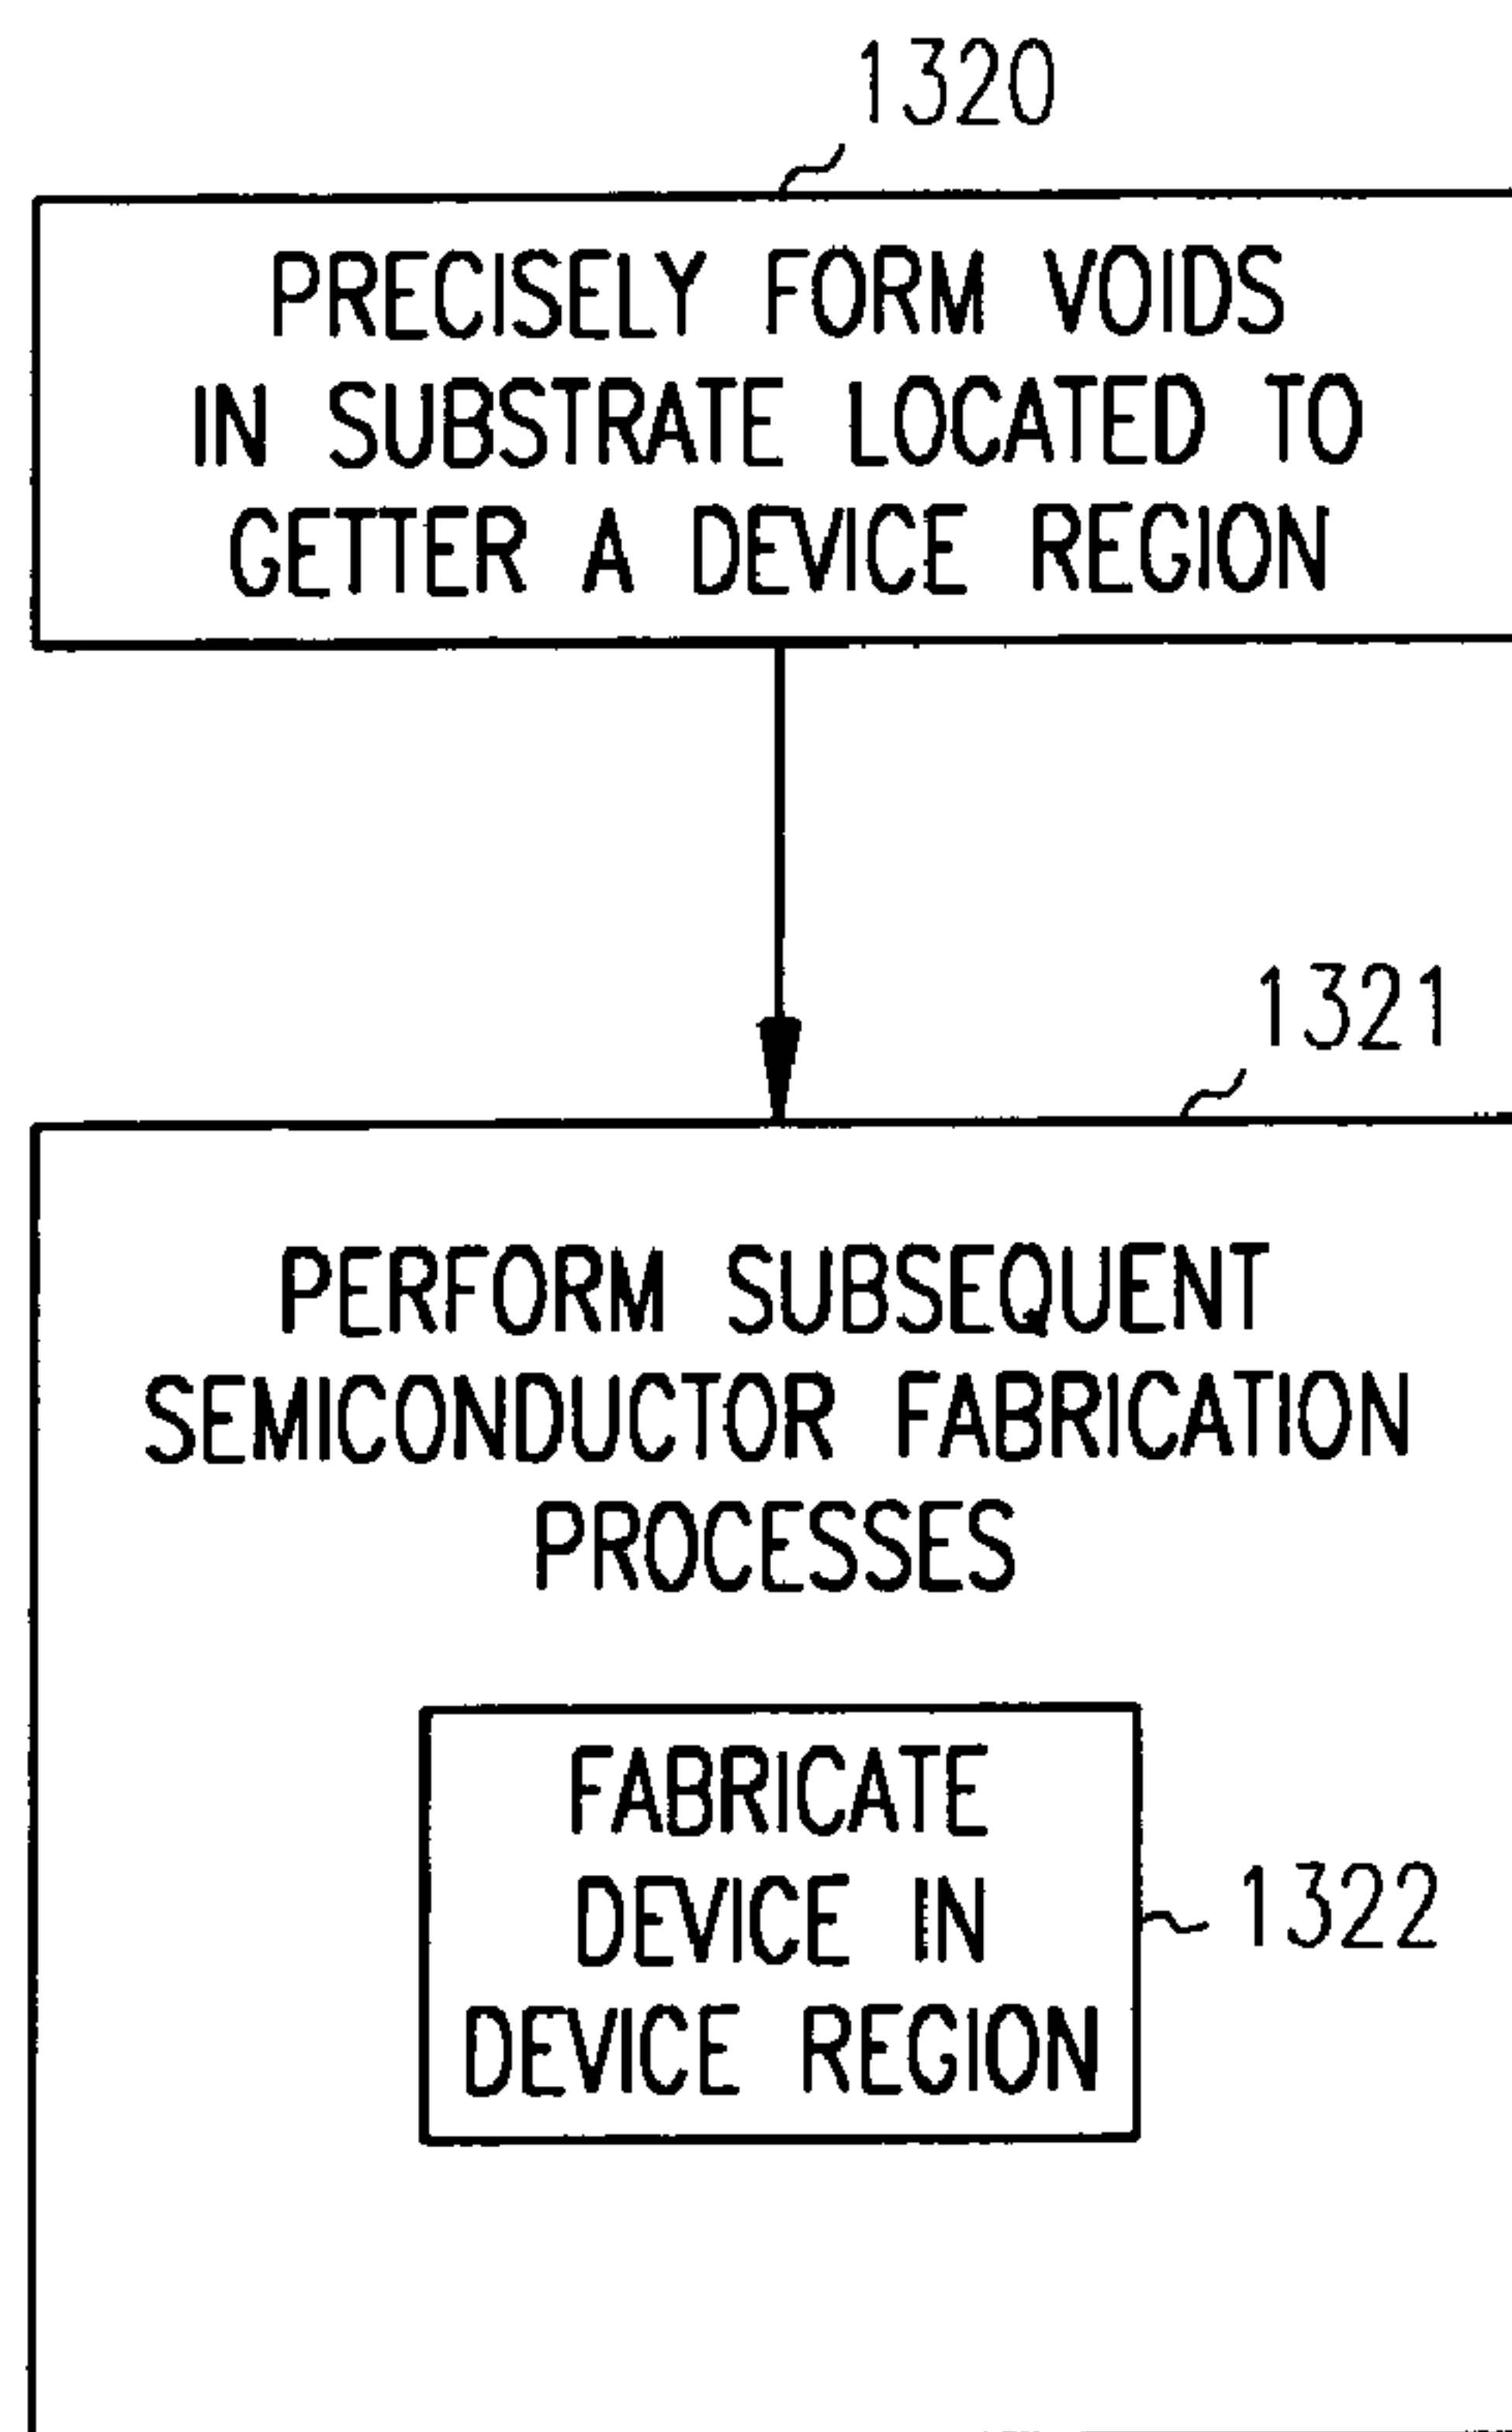 1320
PRECISELY FORM VOIDS
IN SUBSTRATE LOCATED TO
GETTER A DEVICE REGION
1321
PERFORM SUBSEQUENT
SEMICONDUCTOR FABRICATION
PROCESSES
FABRICATE
DEVICE IN
DEVICE REGION
1322